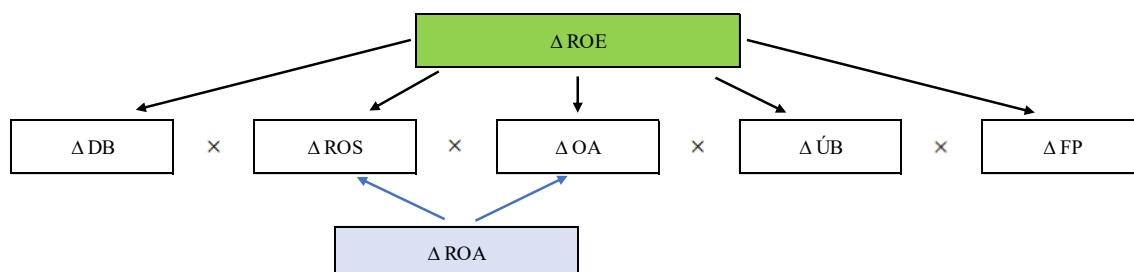 Δ ROE
Δ DB × Δ ROS × Δ OA × Δ ÚB × Δ FP
Δ ROA